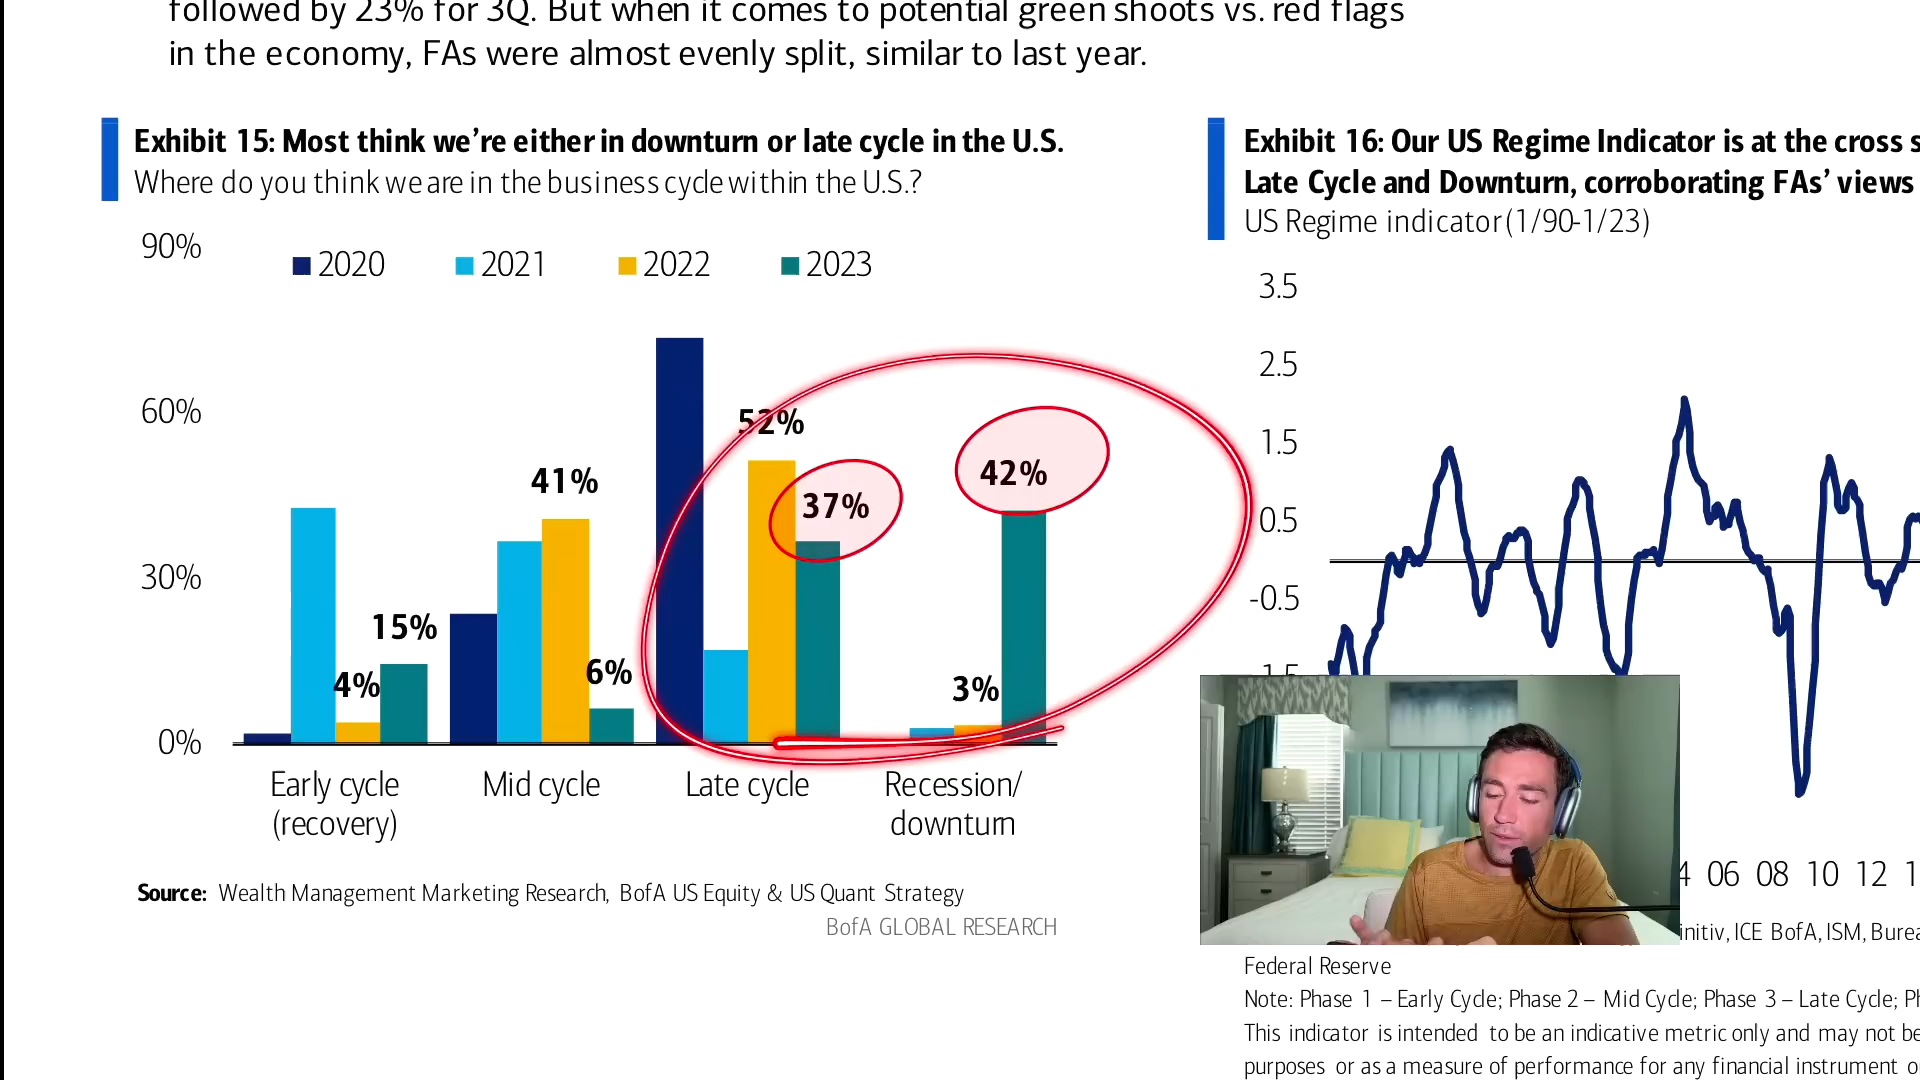 followed by 23% for 3Q. But when it comes to potential green shoots vs. red flags
in the economy, FAs were almost evenly split, similar to last year.
Exhibit 15: Most think we're either in downturn or late cycle in the U.S.
Where do you think we are in the business cycle within the U.S.?
90%
2020 2021 2022 2023
60%
30%
0%
4%
15%
41%
6%
52%
37%
3%
42%
Early cycle
(recovery)
Mid cycle
Late cycle
Recession/
downturn
Source: Wealth Management Marketing Research, BofA US Equity & US Quant Strategy
BofA GLOBAL RESEARCH
Exhibit 16: Our US Regime Indicator is at the cross
Late Cycle and Downturn, corroborating FAs' views
US Regime indicator (1/90-1/23)
3.5
2.5
1.5
0.5
-0.5
06 08 10 12
ICE BofA, ISM,
Federal Reserve
Note: Phase 1 – Early Cycle; Phase 2 – Mid Cycle; Phase 3 – Late Cycle;
This indicator is intended to be an indicative metric only and may not be
purposes or as a measure of performance for any financial instrument